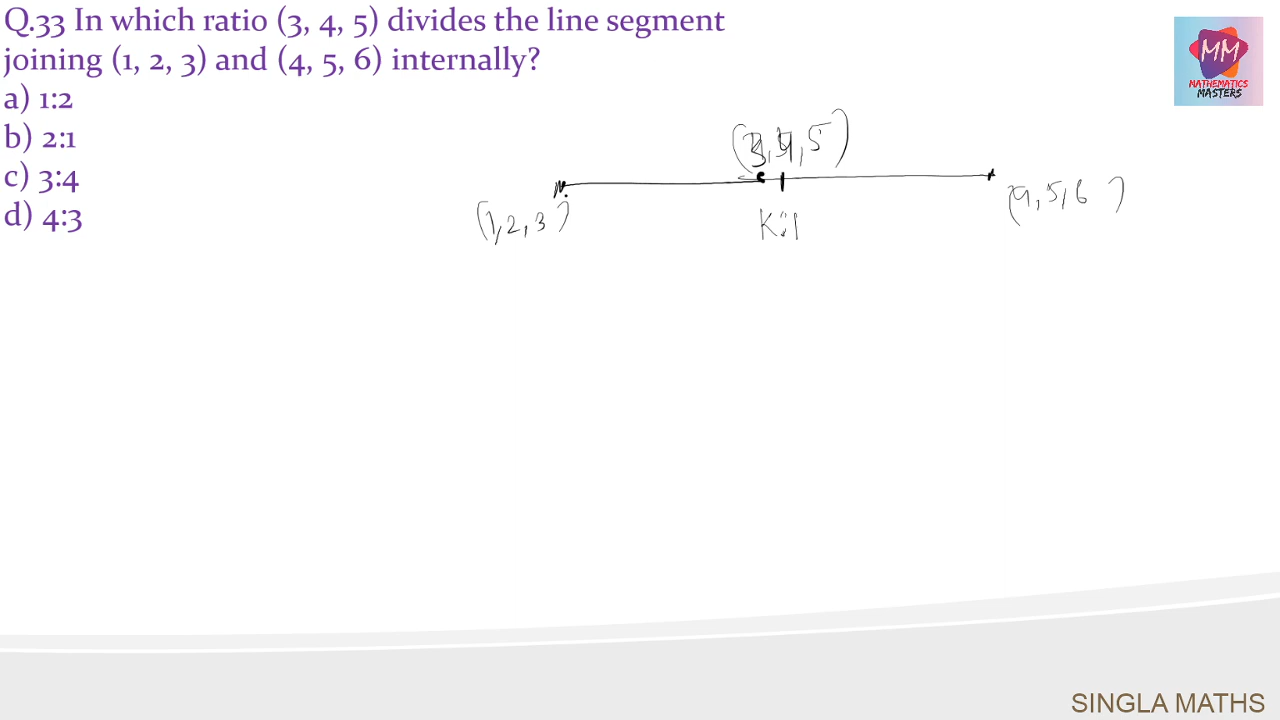 Q.33 In which ratio (3, 4, 5) divides the line segment
joining (1, 2, 3) and (4, 5, 6) internally?
a) 1:2
b) 2:1
c) 3:4
d) 4:3
MM
MATHEMATICS
MASTERS
(3,4,5)
(1,2,3)
K:1
(4,5,6)
SINGLA MATHS